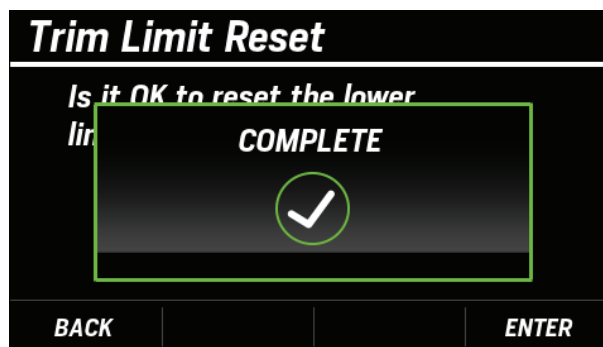 Trim Limit Reset
Is it OK to reset the lower
COMPLETE
BACK
ENTER